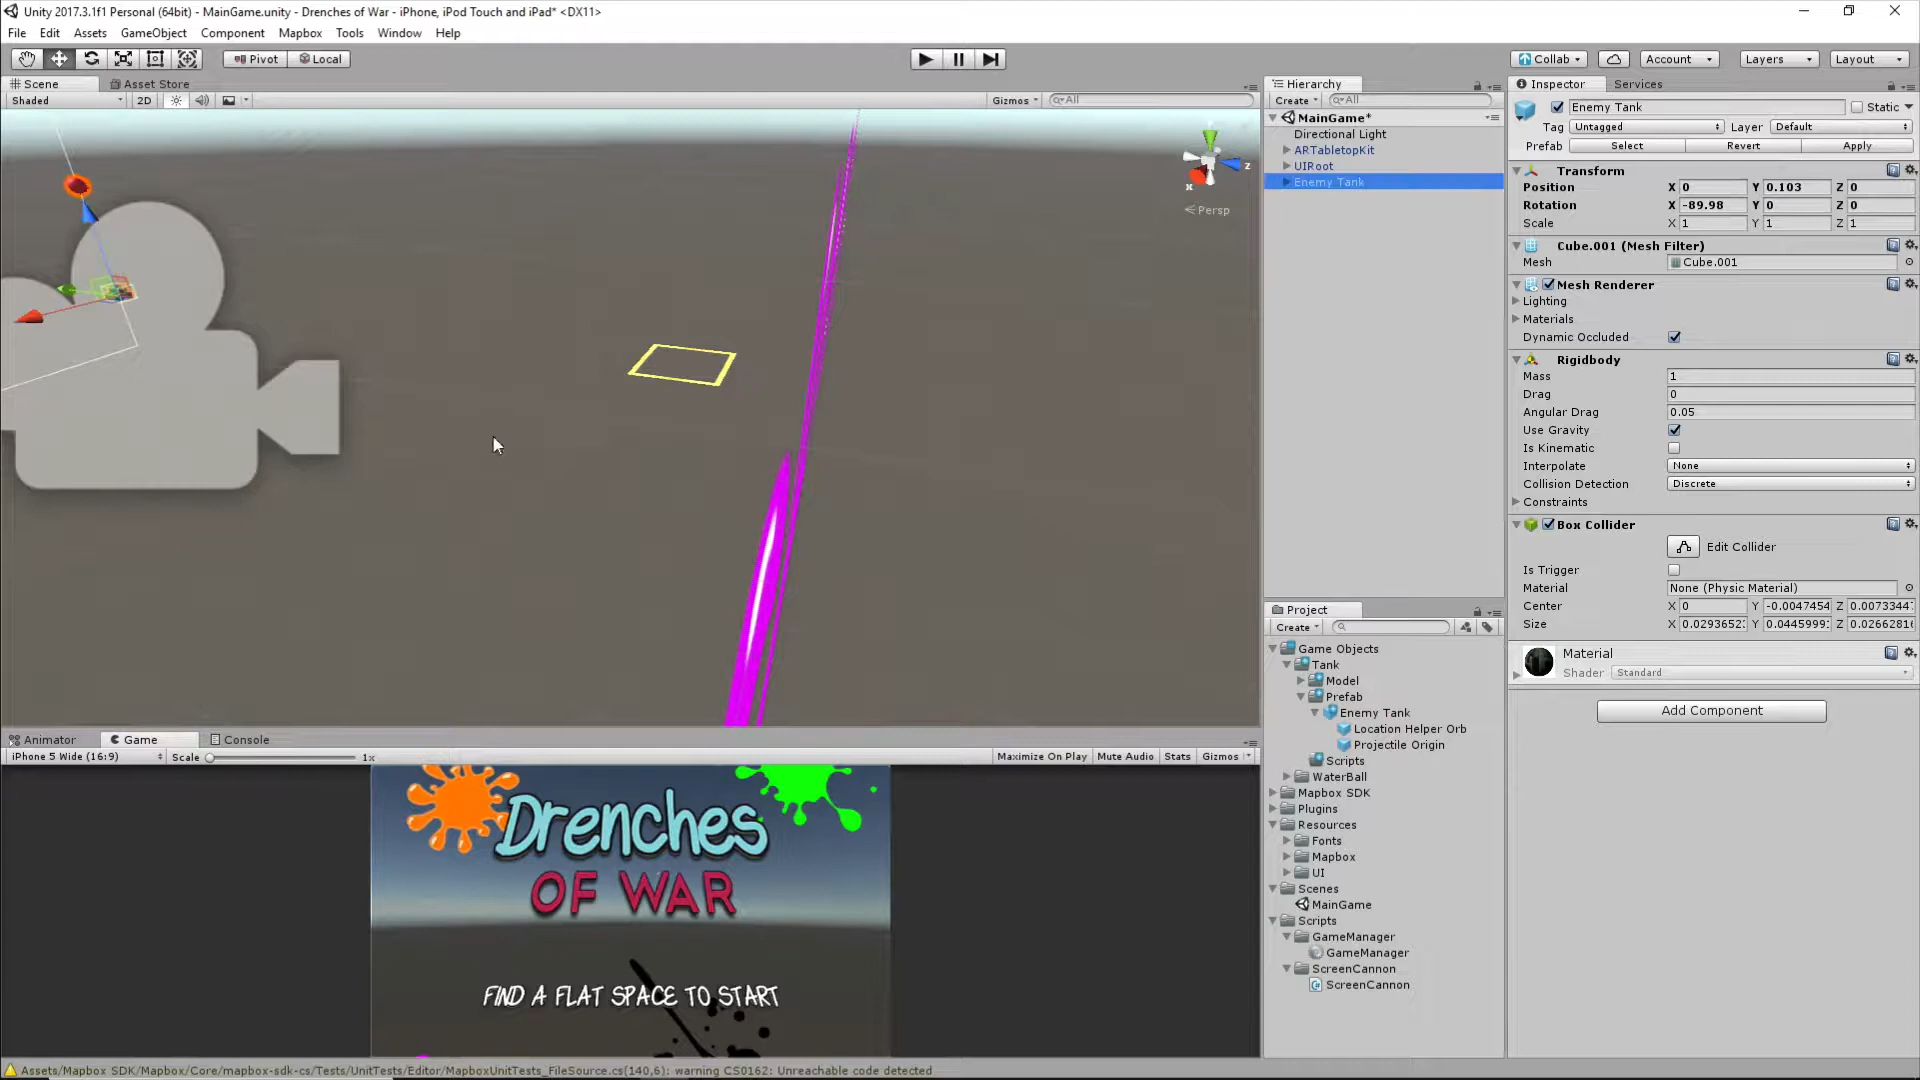 Unity 2017.3.1f1 Personal (64bit) - MainGame.unity - Drenches of War - iPhone, iPod Touch and iPad* <DX11>
File Edit Assets GameObject Component Mapbox Tools Window Help
Pivot Local Collab Account Layers Layout
Scene Asset Store
Shaded 2D Gizmos All
x z
Persp
Hierarchy
Create All
MainGame*
Directional Light
ARTabletopKit
UIRoot
Enemy Tank
Inspector Services
Enemy Tank Static
Tag Untagged Layer Default
Prefab Select Revert Apply
Transform
Position X 0 Y 0.103 Z 0
Rotation X -89.98 Y 0 Z 0
Scale X 1 Y 1 Z 1
Cube.001 (Mesh Filter)
Mesh Cube.001
Mesh Renderer
Lighting
Materials
Dynamic Occluded
Rigidbody
Mass 1
Drag 0
Angular Drag 0.05
Use Gravity
Is Kinematic
Interpolate None
Collision Detection Discrete
Constraints
Box Collider
Edit Collider
Is Trigger
Material None (Physic Material)
Center X 0 Y -0.0047454 Z 0.0073344
Size X 0.0293652 Y 0.0445999 Z 0.0266281
Material
Shader Standard
Add Component
Project
Create
Game Objects
Tank
Model
Prefab
Enemy Tank
Location Helper Orb
Projectile Origin
Scripts
WaterBall
Mapbox SDK
Plugins
Resources
Fonts
Mapbox
UI
Scenes
MainGame
Scripts
GameManager
GameManager
ScreenCannon
ScreenCannon
Animator Game Console
iPhone 5 Wide (16:9) Scale 1x Maximize On Play Mute Audio Stats Gizmos
Drenches
OF WAR
FIND A FLAT SPACE TO START
Assets/Mapbox SDK/Mapbox/Core/mapbox-sdk-cs/Tests/UnitTests/Editor/MapboxUnitTests_FileSource.cs(140,6): warning CS0162: Unreachable code detected